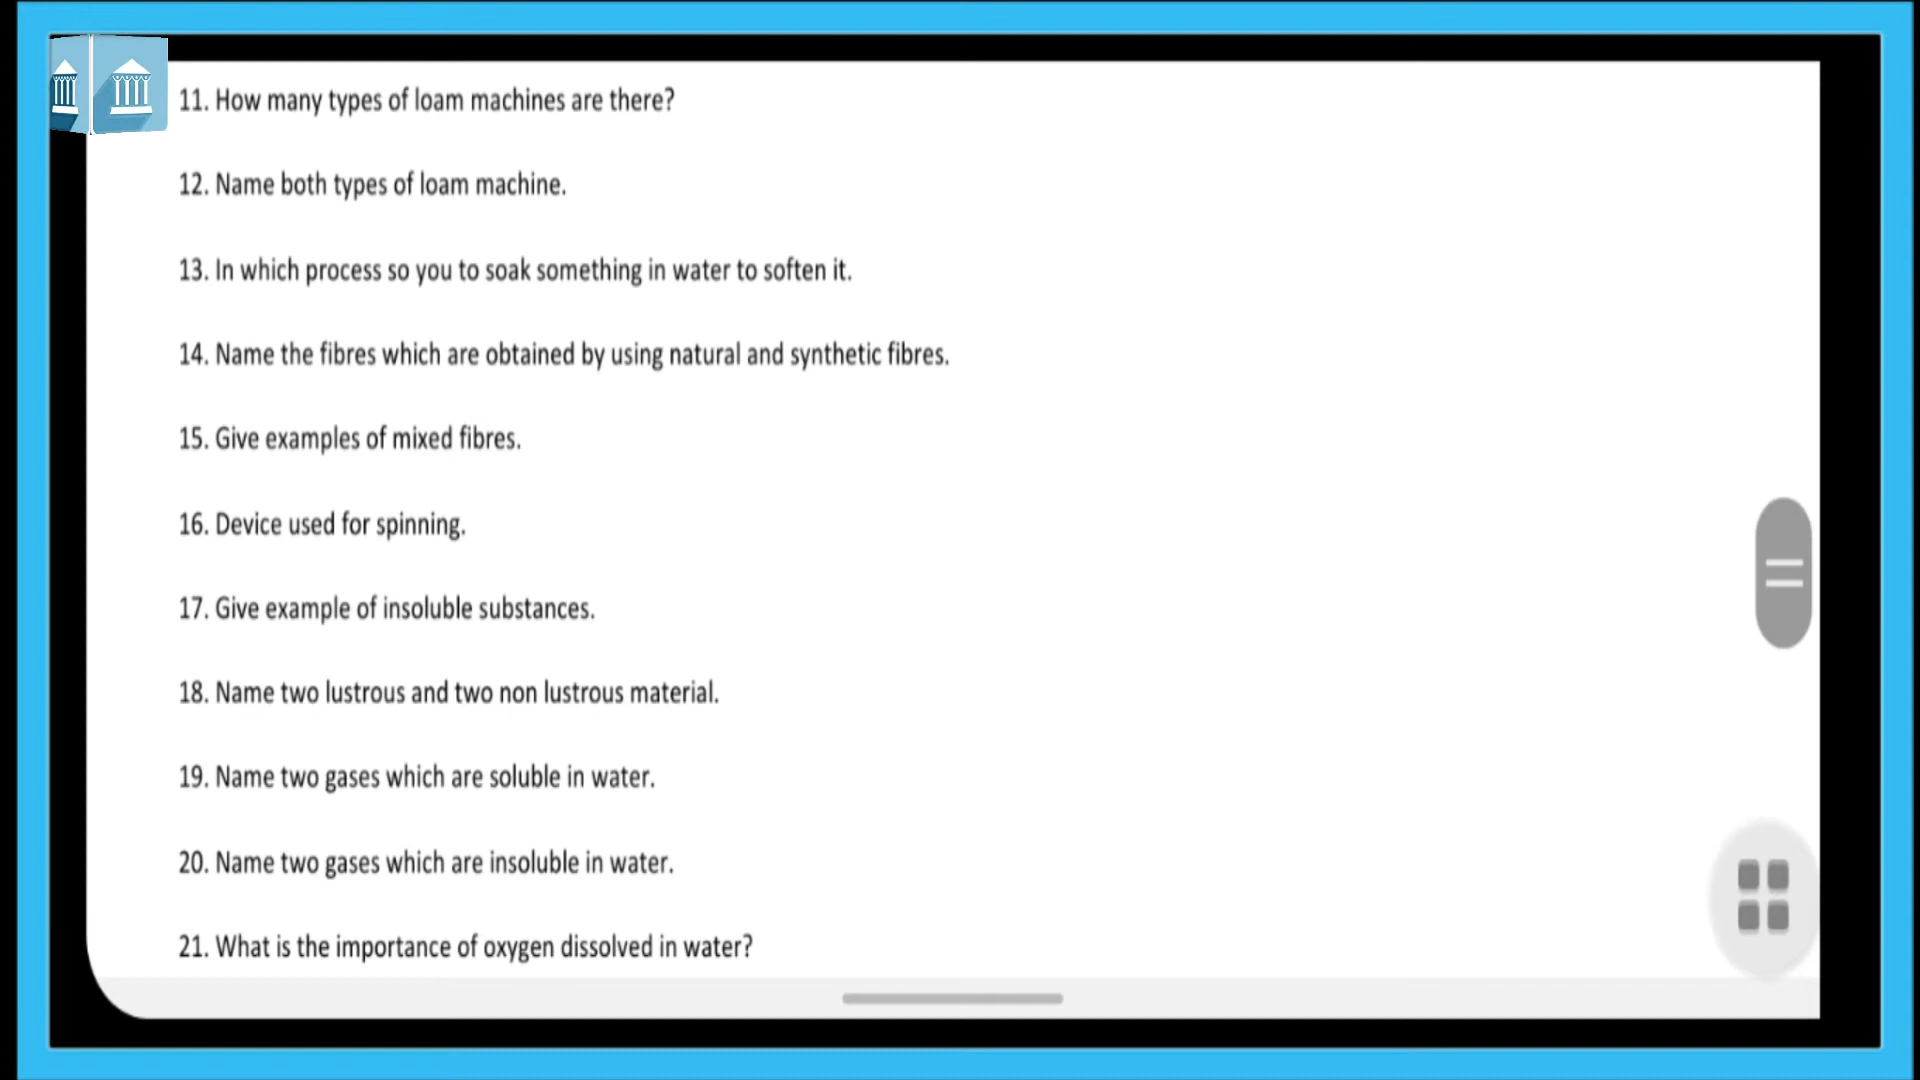 11. How many types of loam machines are there?
12. Name both types of loam machine.
13. In which process so you to soak something in water to soften it.
14. Name the fibres which are obtained by using natural and synthetic fibres.
15. Give examples of mixed fibres.
16. Device used for spinning.
17. Give example of insoluble substances.
18. Name two lustrous and two non lustrous material.
19. Name two gases which are soluble in water.
20. Name two gases which are insoluble in water.
21. What is the importance of oxygen dissolved in water?